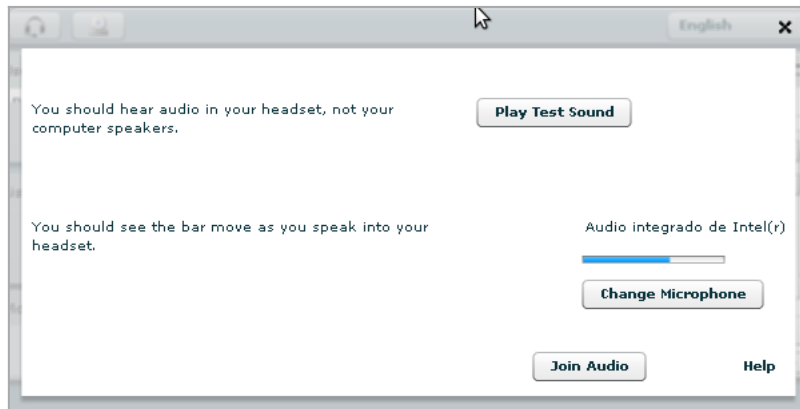 English
You should hear audio in your headset, not your
computer speakers.
Play Test Sound
You should see the bar move as you speak into your
headset.
Audio integrado de Intel(r)
Change Microphone
Join Audio
Help